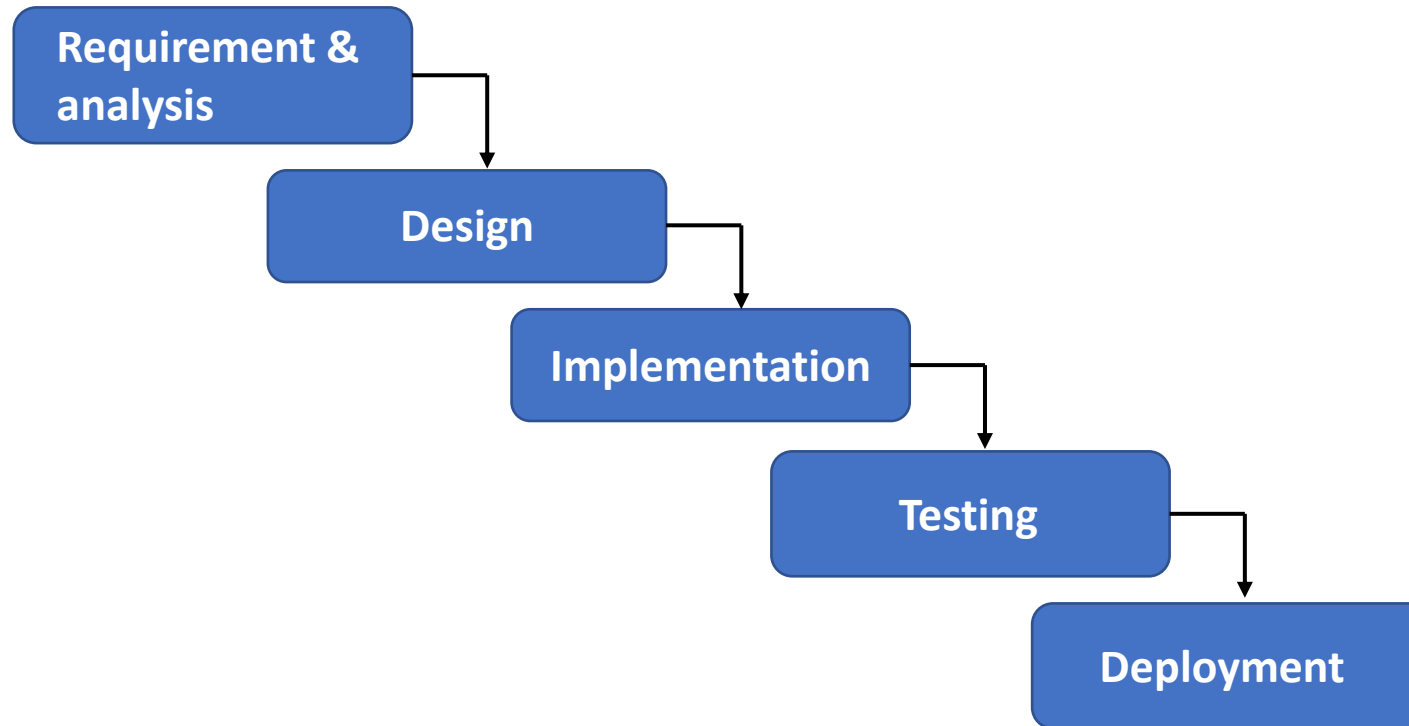 Requirement &
analysis
Design
Implementation
Testing
Deployment